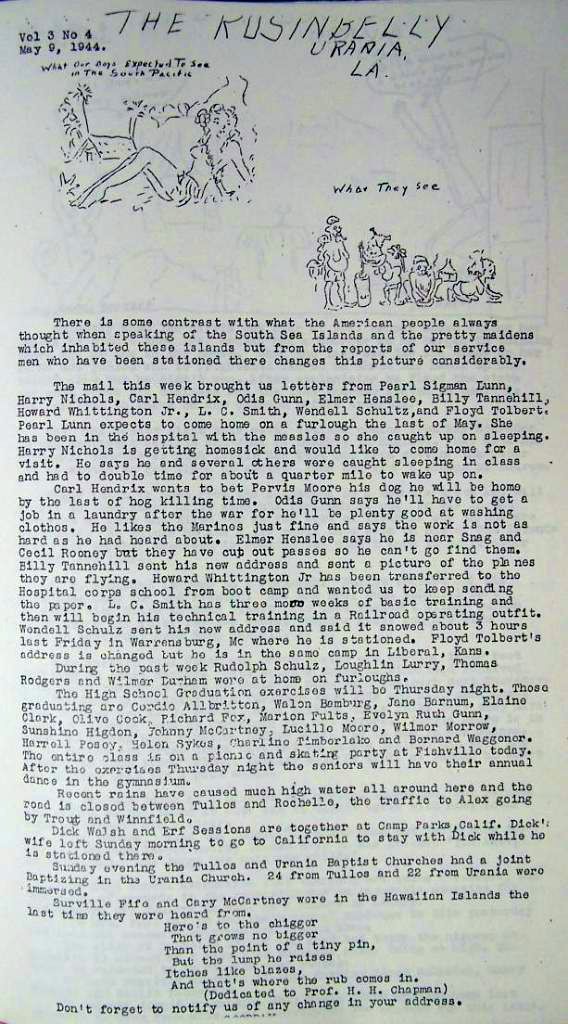 THE ROSINBELLY
Vol 3 No 4
May 9, 1944.
URANIA,
LA.
What Our Boys Expected To See
in The South Pacific
What They See
There is some contrast with what the American people always
thought when speaking of the South Sea Islands and the pretty maidens
which inhabited these islands but from the reports of our service
men who have been stationed there changes this picture considerably.
The mail this week brought us letters from Pearl Sigman Lunn,
Harry Nichols, Carl Hendrix, Odis Gunn, Elmer Henslee, Billy Tannehill,
Howard Whittington Jr., L. C. Smith, Wendell Schultz,and Floyd Tolbert.
Pearl Lunn expects to come home on a furlough the last of May. She
has been in the hospital with the measles so she caught up on sleeping.
Harry Nichols is getting homesick and would like to come home for a
visit. He says he and several others were caught sleeping in class
and had to double time for about a quarter mile to wake up on.
Carl Hendrix wants to bet Pervis Moore his dog he will be home
by the last of hog killing time. Odis Gunn says he'll have to get a
job in a laundry after the war for he'll be plenty good at washing
clothes. He likes the Marines just fine and says the work is not as
hard as he had heard about. Elmer Henslee says he is near Snag and
Cecil Rooney but they have cut out passes so he can't go find them.
Billy Tannehill sent his new address and sent a picture of the planes
they are flying. Howard Whittington Jr has been transferred to the
Hospital corps school from boot camp and wanted us to keep sending
the paper. L. C. Smith has three more weeks of basic training and
then will begin his technical training in a Railroad operating outfit.
Wendell Schulz sent his new address and said it snowed about 3 hours
last Friday in Warrensburg, Mc where he is stationed. Floyd Tolbert's
address is changed but he is in the same camp in Liberal, Kans.
During the past week Rudolph Schulz, Loughlin Lurry, Thomas
Rodgers and Wilmer Durham were at home on furloughs.
The High School Graduation exercises will be Thursday night. Those
graduating are Cordie Allbritton, Walon Bamburg, Jane Barnum, Elaine
Clark, Olive Cook, Richard Fox, Marion Fults, Evelyn Ruth Gunn,
Sunshine Higdon, Johnny McCartney, Lucille Moore, Wilmer Morrow,
Harrell Posey, Helen Sykes, Charline Timberlake and Bernard Waggoner.
The entire class is on a picnic and skating party at Fishville today.
After the exercises Thursday night the seniors will have their annual
dance in the gymnasium.
Recent rains have caused much high water all around here and the
road is closed between Tullos and Rochelle, the traffic to Alex going
by Trout and Winnfield.
Dick Walsh and Erf Sessions are together at Camp Parks,Calif. Dick's
wife left Sunday morning to go to California to stay with Dick while he
is stationed there.
Sunday evening the Tullos and Urania Baptist Churches had a joint
Baptizing in the Urania Church. 24 from Tullos and 22 from Urania were
immersed.
Surville Fife and Cary McCartney were in the Hawaiian Islands the
last time they were heard from.
Here's to the chigger
That grows no bigger
Than the point of a tiny pin,
But the lump he raises
Itches like blazes,
And that's where the rub comes in.
(Dedicated to Prof. H. H. Chapman)
Don't forget to notify us of any change in your address.